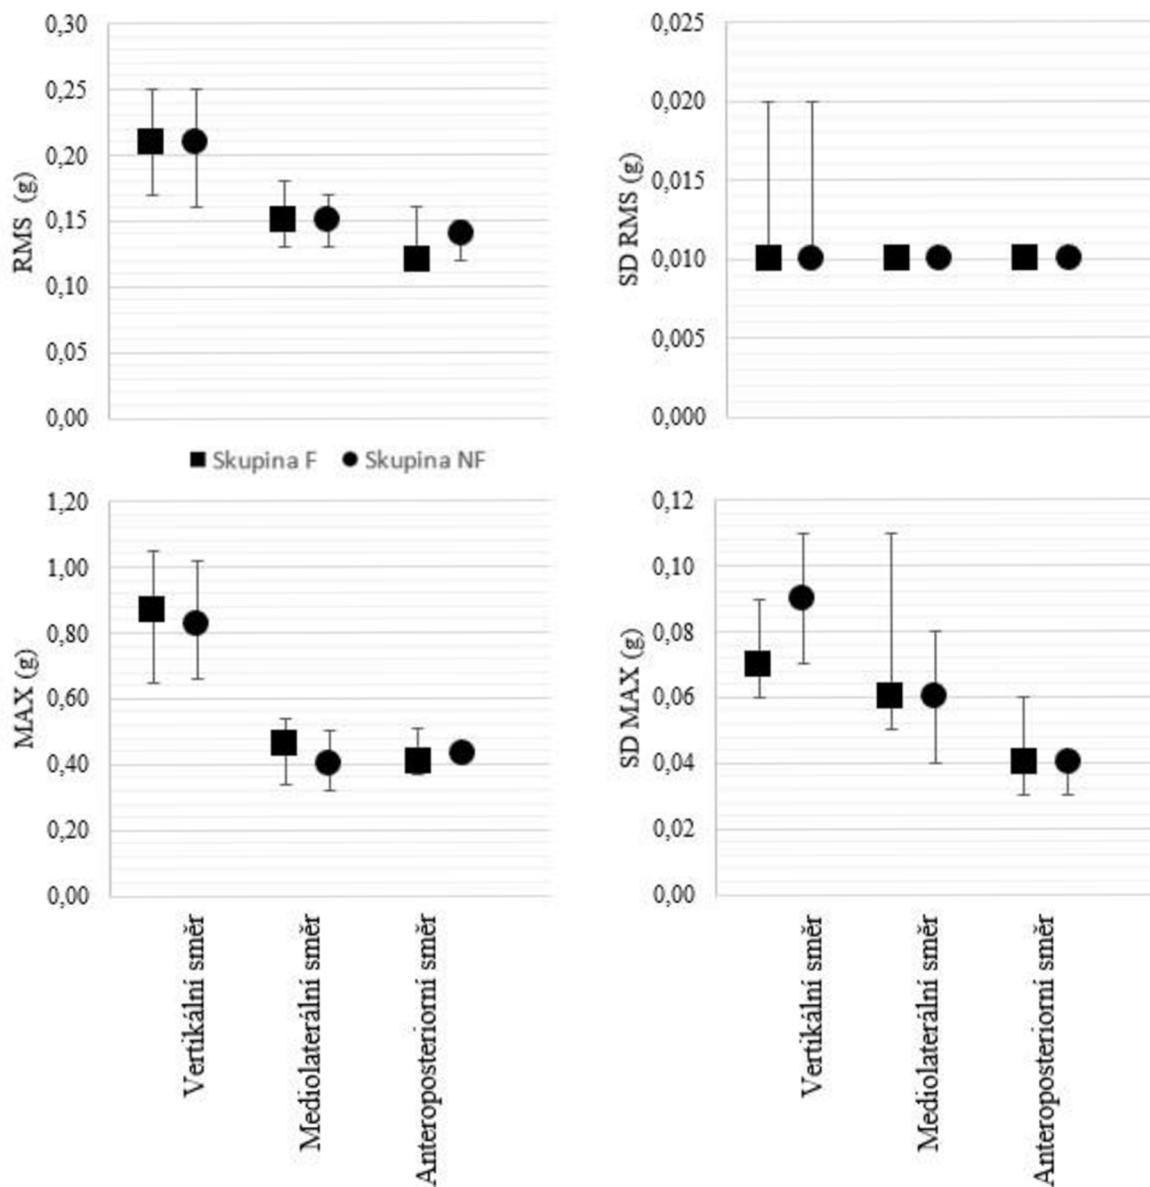 RMS (g)
0,30
0,25
0,20
0,15
0,10
0,05
0,00
SD RMS (g)
0,025
0,020
0,015
0,010
0,005
0,000
Skupina F Skupina NF
MAX (g)
1,20
1,00
0,80
0,60
0,40
0,20
0,00
Vertikální směr
Mediolaterální směr
Anteroposteriorní směr
SD MAX (g)
0,12
0,10
0,08
0,06
0,04
0,02
0,00
Vertikální směr
Mediolaterální směr
Anteroposteriorní směr